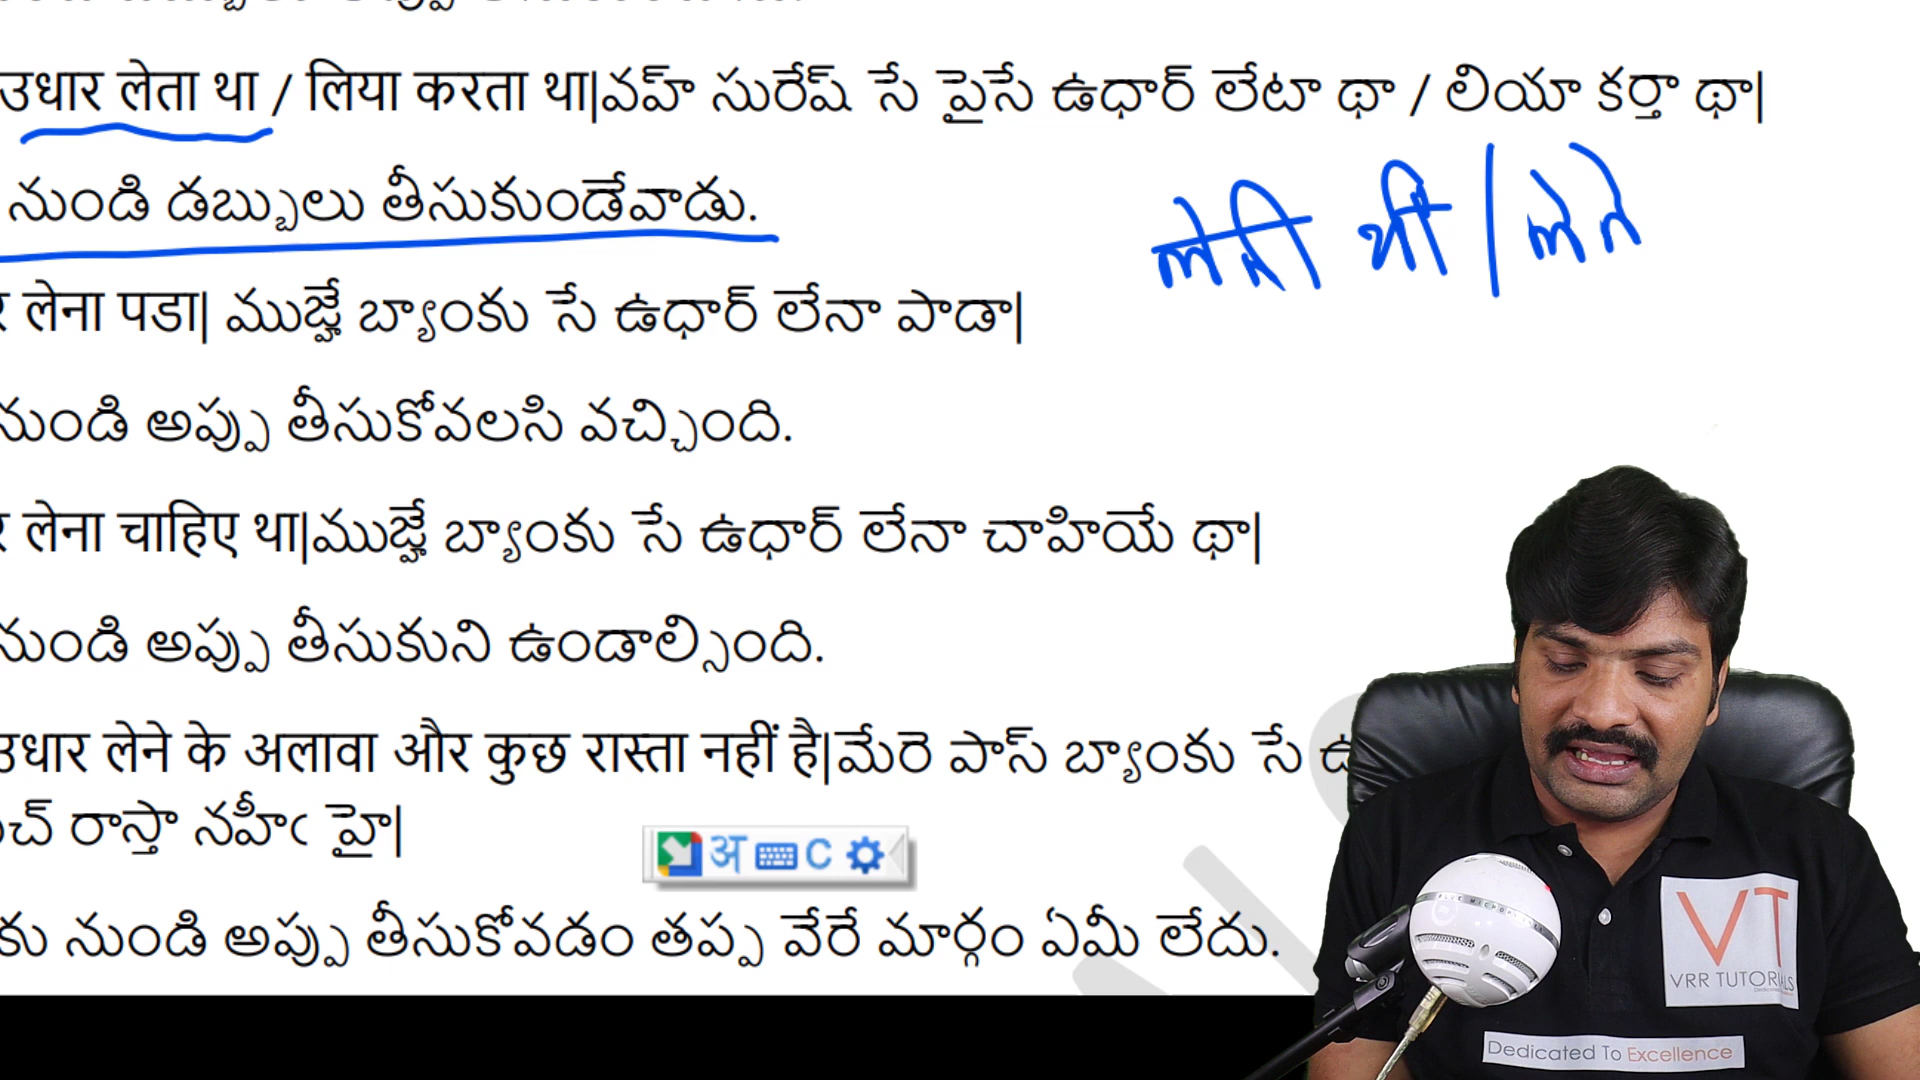 उधार लेता था / लिया करता था|వహ్ సురేష్ సే పైసే ఉధార్ లేటా థా / లియా కర్తా థా|
నుండి డబ్బులు తీసుకుండేవాడు.
लेती थी | लेते
लेना पडा| ముజ్హే బ్యాంకు సే ఉధార్ లేనా పాడా|
నుండి అప్పు తీసుకోవలసి వచ్చింది.
लेना चाहिए था|ముజ్హే బ్యాంకు సే ఉధార్ లేనా చాహియే థా|
నుండి అప్పు తీసుకుని ఉండాల్సింది.
उधार लेने के अलावा और कुछ रास्ता नहीं है|మేరె పాస్ బ్యాంకు సే
రాస్తా నహీఁ హై|
अ C
నుండి అప్పు తీసుకోవడం తప్ప వేరే మార్గం ఏమీ లేదు.
VT
VRR TUTORIALS
Dedicated To Excellence